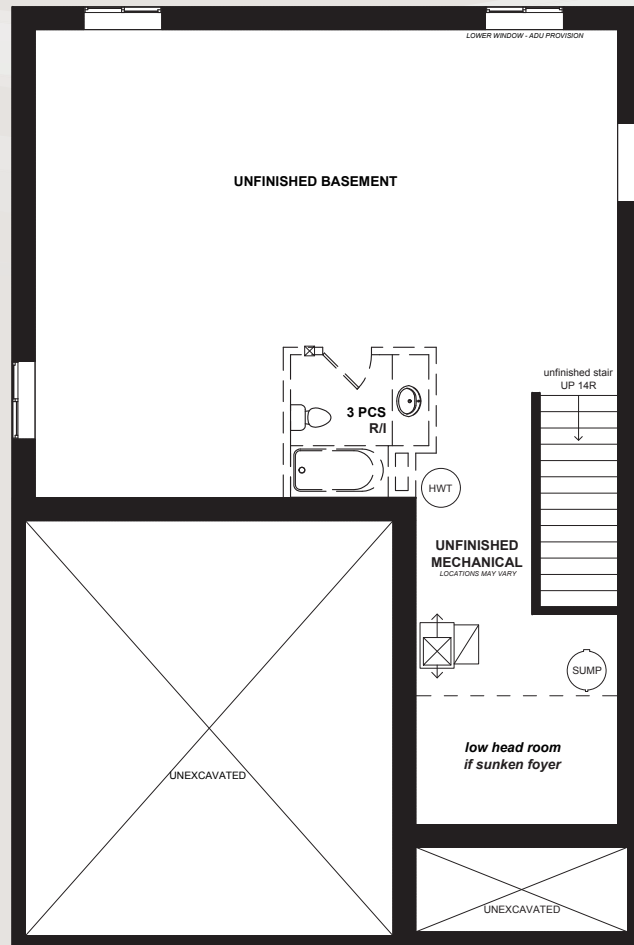 LOWER WINDOW - ADU PROVISION
UNFINISHED BASEMENT
unfinished stair
UP 14R
3 PCS
R/I
HWT
UNFINISHED
MECHANICAL
LOCATIONS MAY VARY
SUMP
low head room
if sunken foyer
UNEXCAVATED
UNEXCAVATED